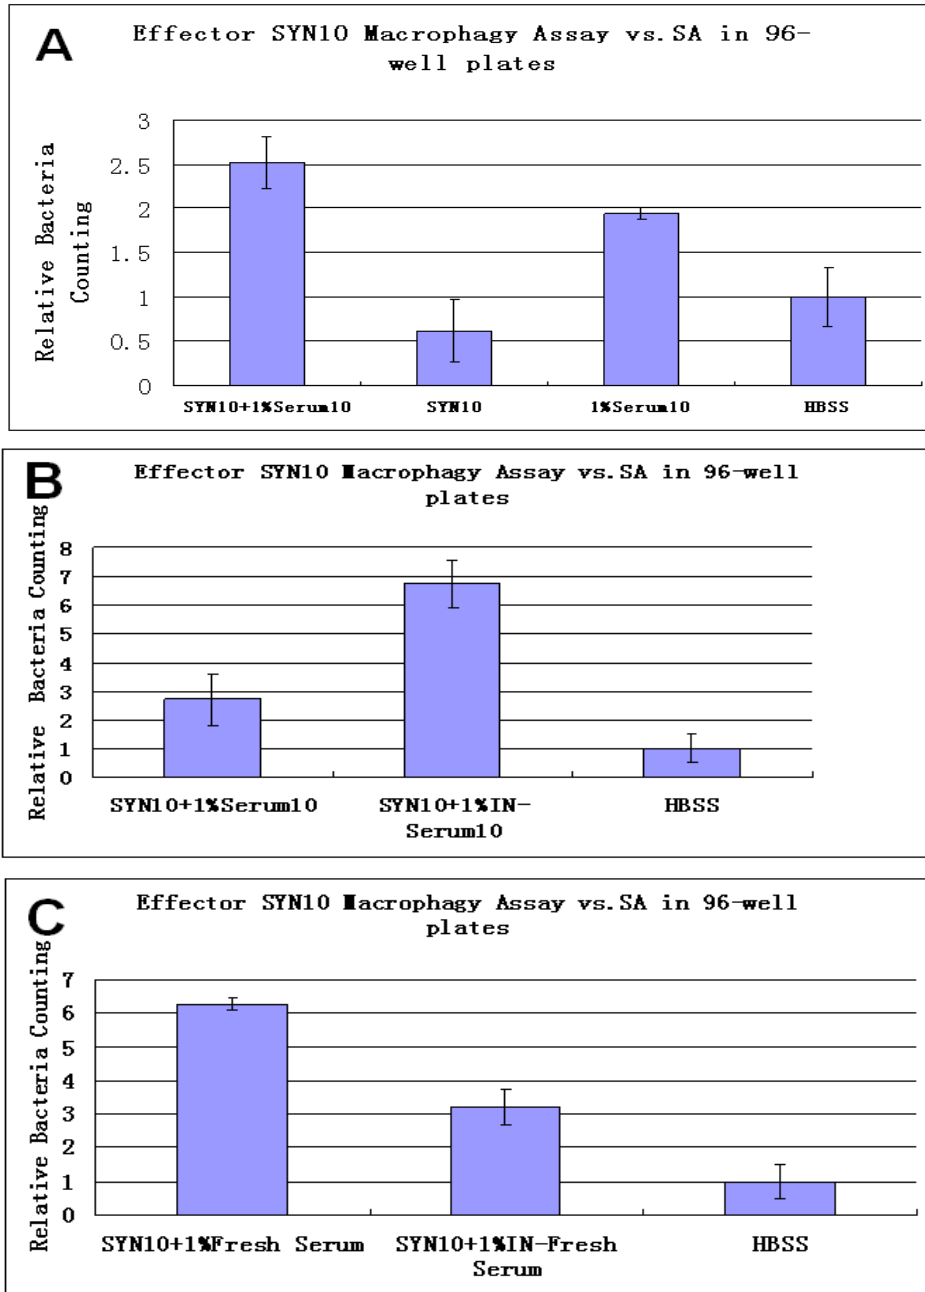 A
Effector SYN10 Macrophagy Assay vs.SA in 96-
well plates
Relative Bacteria
Counting
3
2.5
2
1.5
1
0.5
0
SYN10+1%Serum10
SYN10
1%Serum10
HBSS
B
Effector SYN10 Macrophagy Assay vs.SA in 96-well
plates
Relative Bacteria Counting
8
7
6
5
4
3
2
1
0
SYN10+1%Serum10
SYN10+1%IN-
Serum10
HBSS
C
Effector SYN10 Macrophagy Assay vs.SA in 96-well
plates
Relative Bacteria Counting
7
6
5
4
3
2
1
0
SYN10+1%Fresh Serum
SYN10+1%IN-Fresh
Serum
HBSS